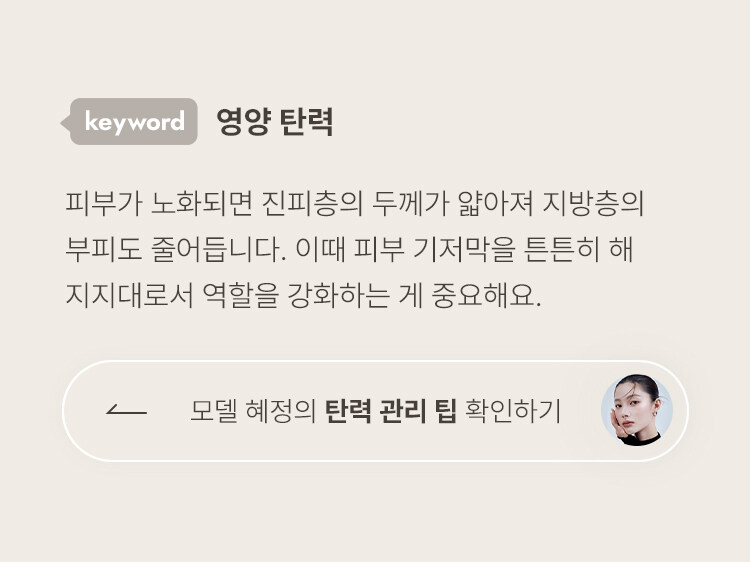 keyword 영양 탄력
피부가 노화되면 진피층의 두께가 얇아져 지방층의
부피도 줄어듭니다. 이때 피부 기저막을 튼튼히 해
지지대로서 역할을 강화하는 게 중요해요.
모델 혜정의 탄력 관리 팁 확인하기